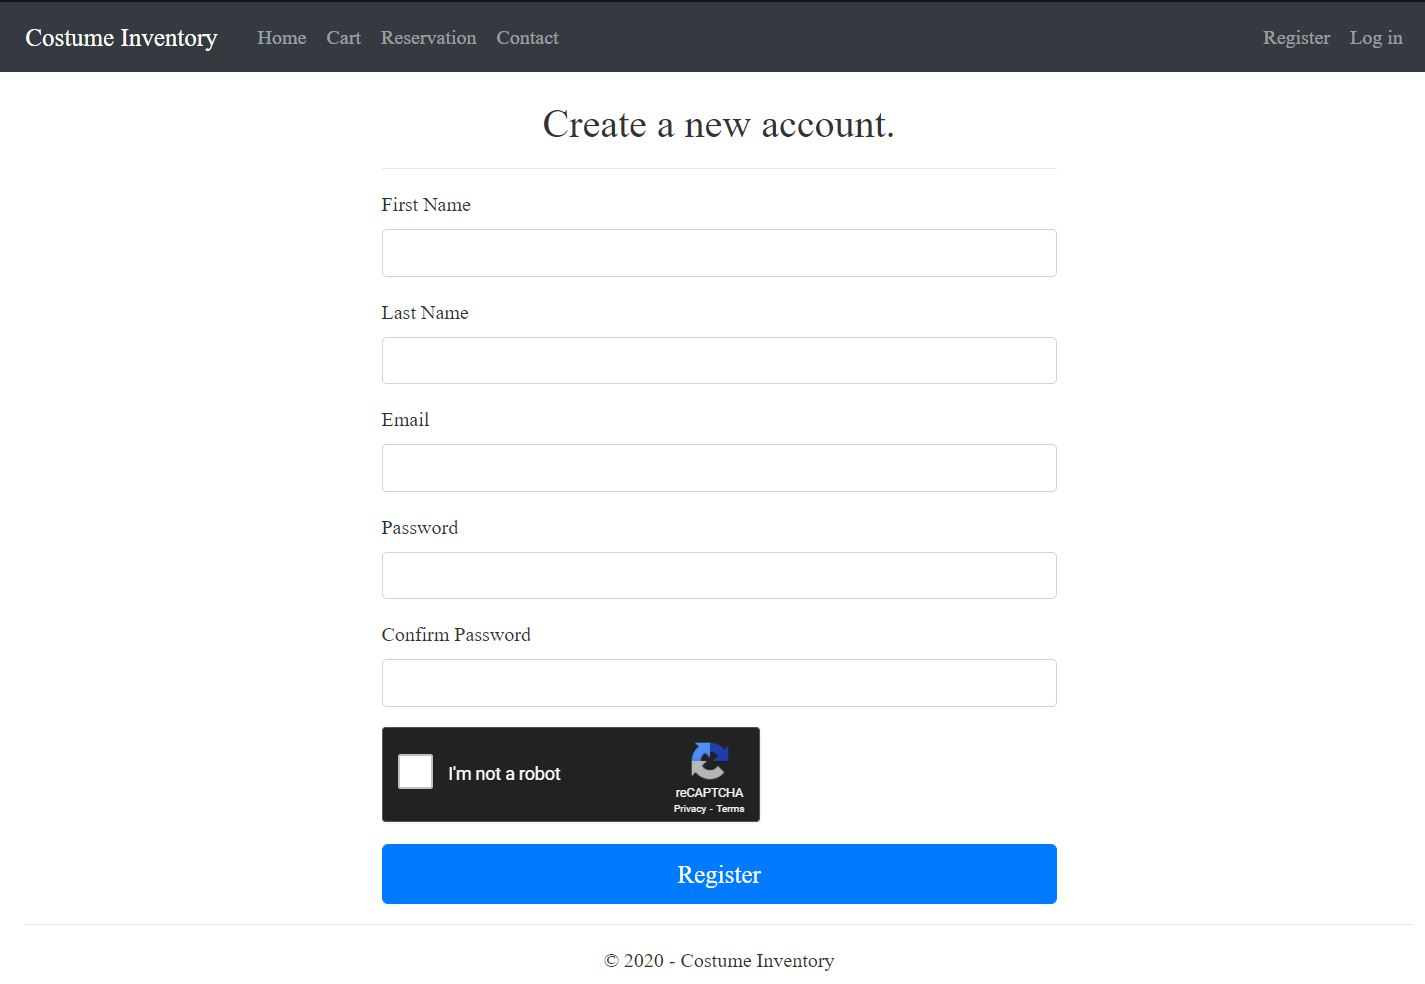 Costume Inventory Home Cart Reservation Contact Register Log in
Create a new account.
First Name
Last Name
Email
Password
Confirm Password
I'm not a robot
reCAPTCHA
Privacy - Terms
Register
© 2020 - Costume Inventory